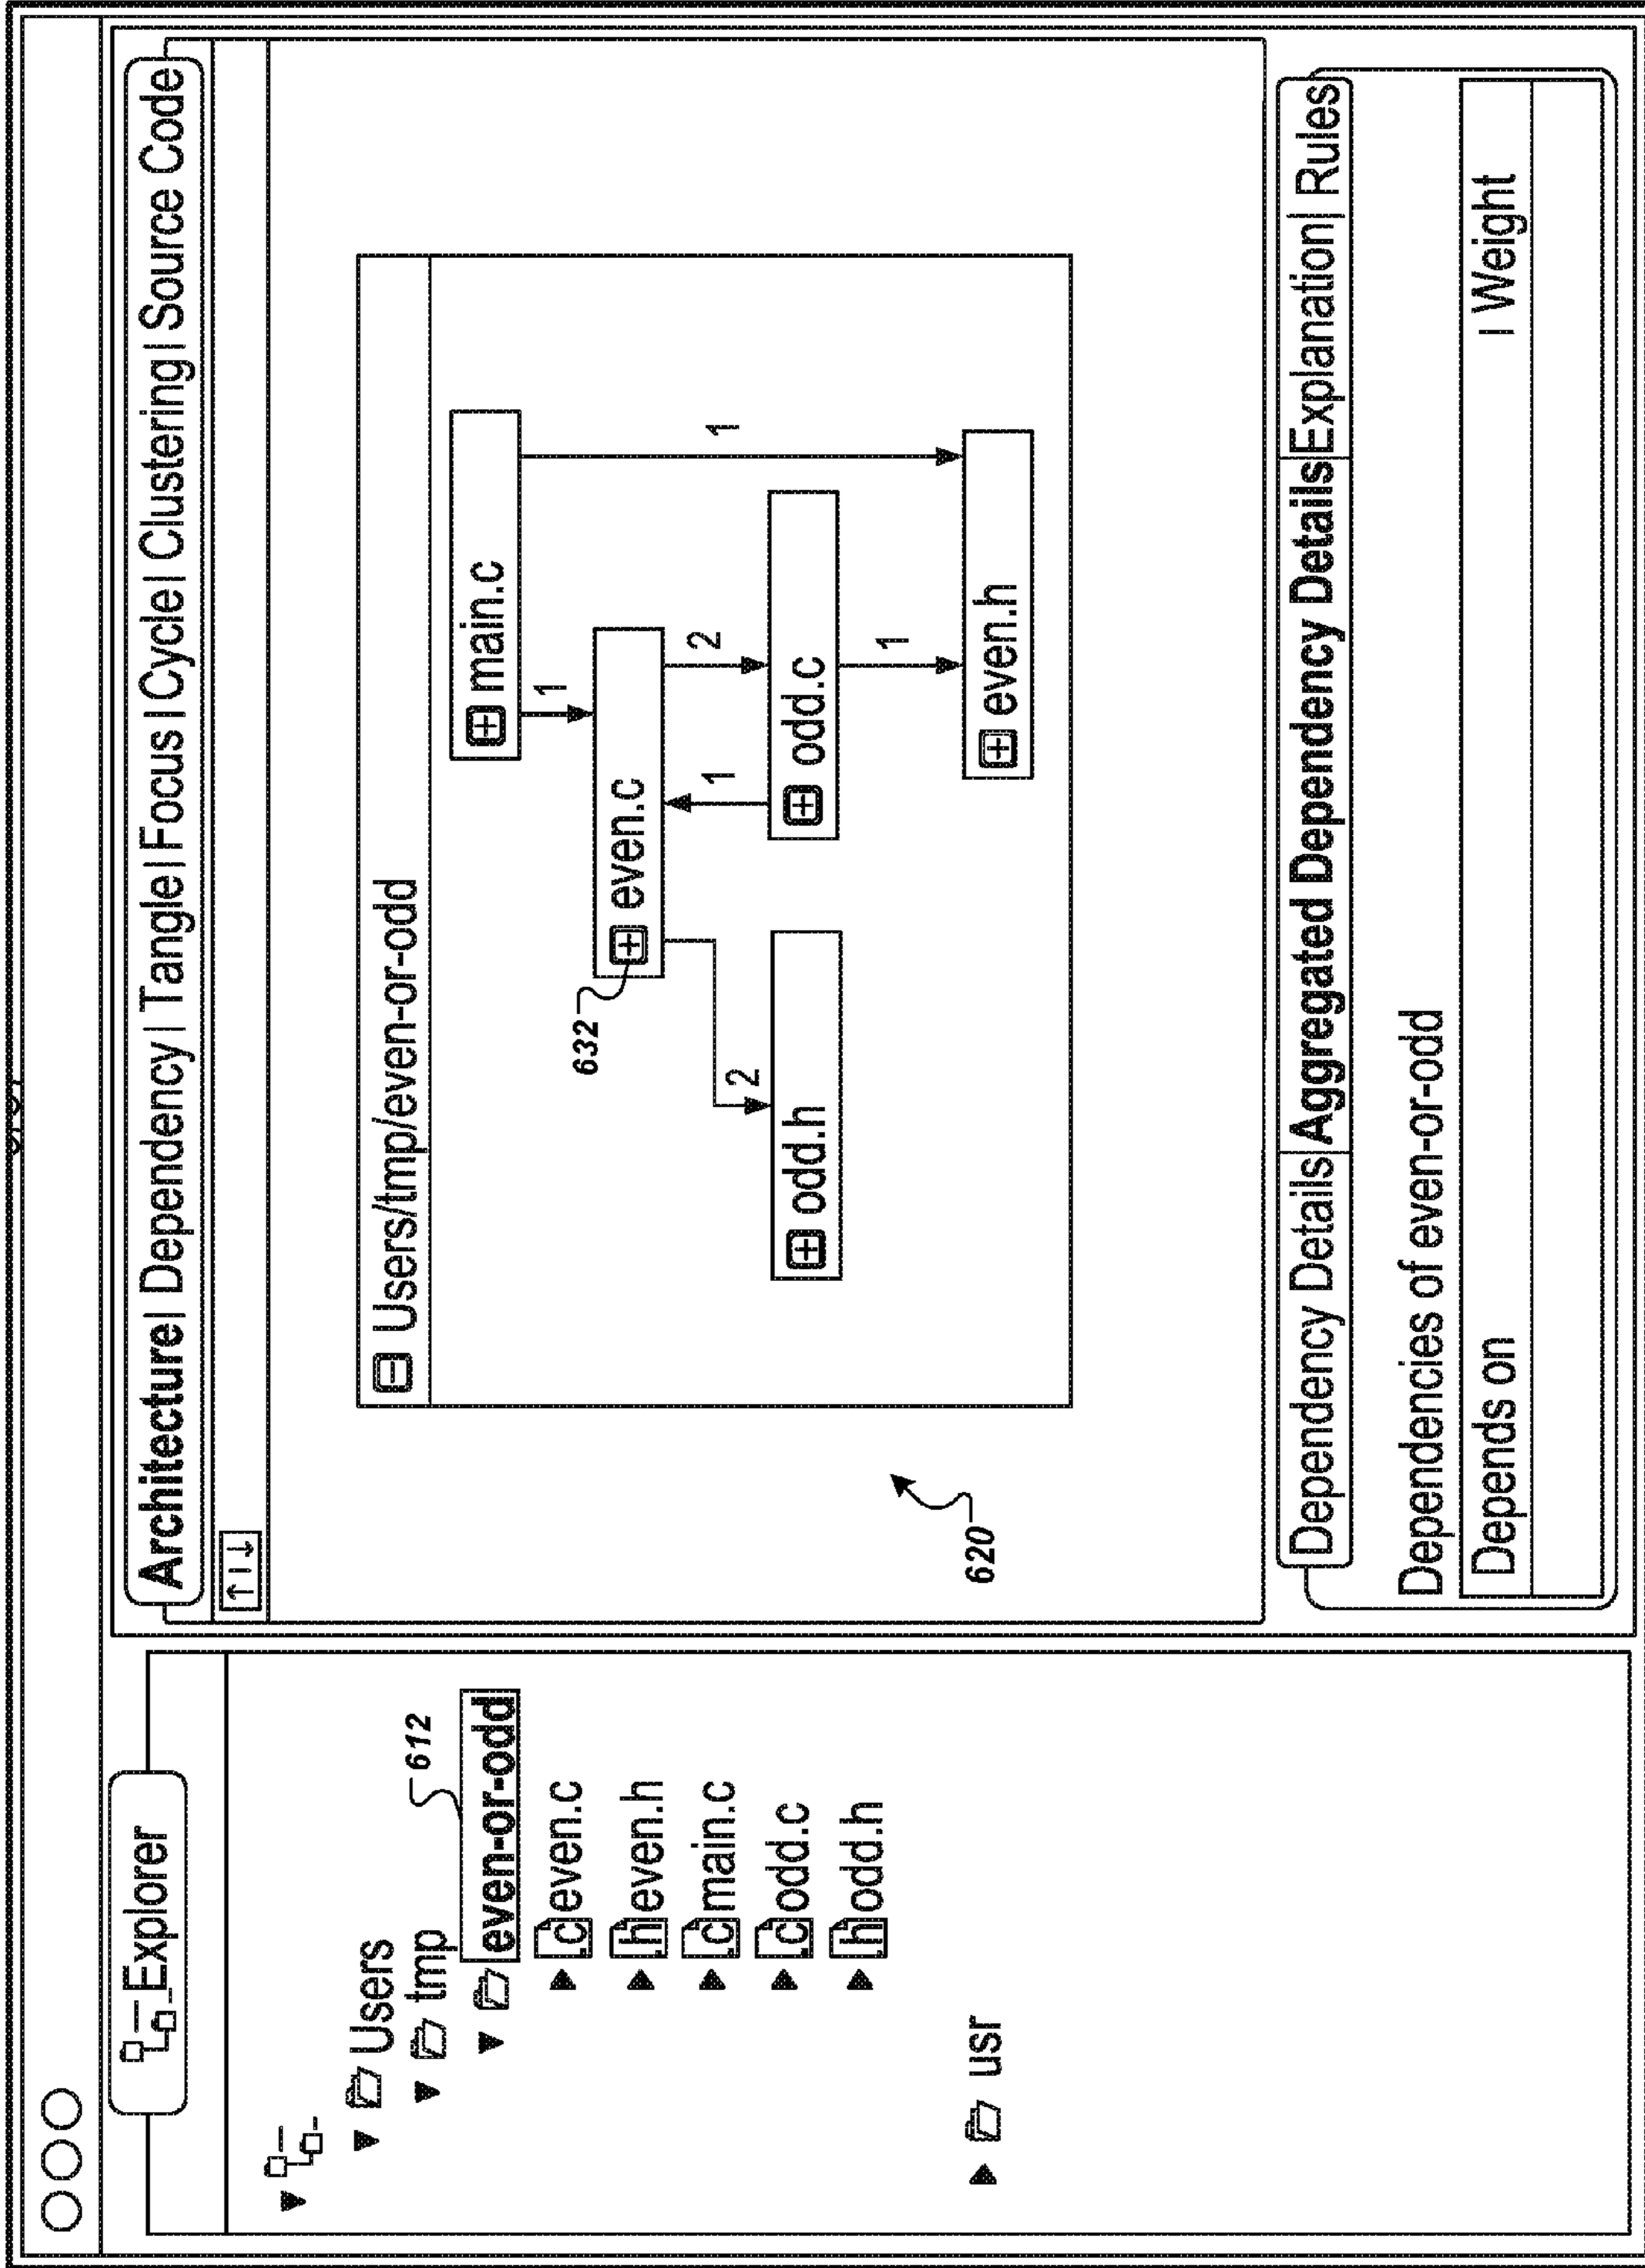 Explorer
Users
tmp
612
even-or-odd
.c even.c
.h even.h
.c main.c
.c odd.c
.h odd.h
usr
Architecture | Dependency | Tangle | Focus | Cycle | Clustering | Source Code
Users/tmp/even-or-odd
main.c
1
1
632
even.c
1
2
2
odd.h
odd.c
1
even.h
620
Dependency Details Aggregated Dependency Details Explanation | Rules
Dependencies of even-or-odd
Depends on | Weight